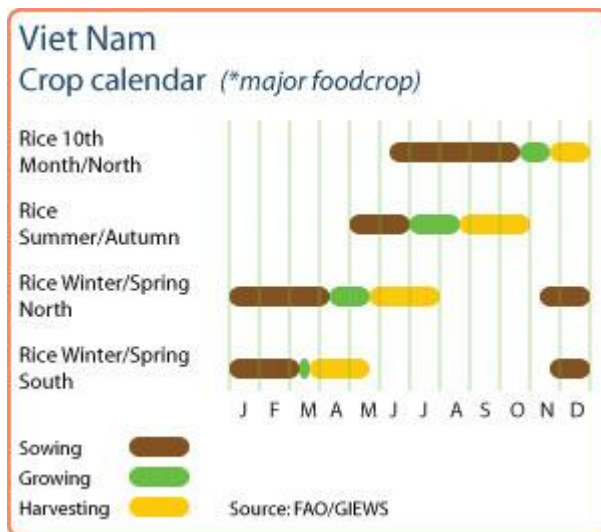 Viet Nam
Crop calendar (*major foodcrop)
Rice 10th
Month/North
Rice
Summer/Autumn
Rice Winter/Spring
North
Rice Winter/Spring
South
J F M A M J J A S O N D
Sowing
Growing
Harvesting
Source: FAO/GIEWS